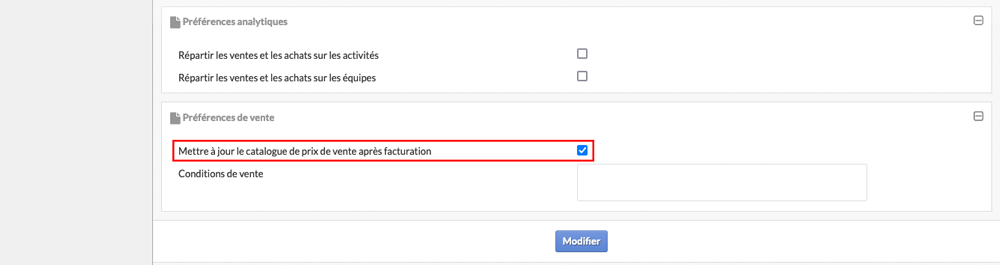 Préférences analytiques
Répartir les ventes et les achats sur les activités
Répartir les ventes et les achats sur les équipes
Préférences de vente
Mettre à jour le catalogue de prix de vente après facturation
Conditions de vente
Modifier